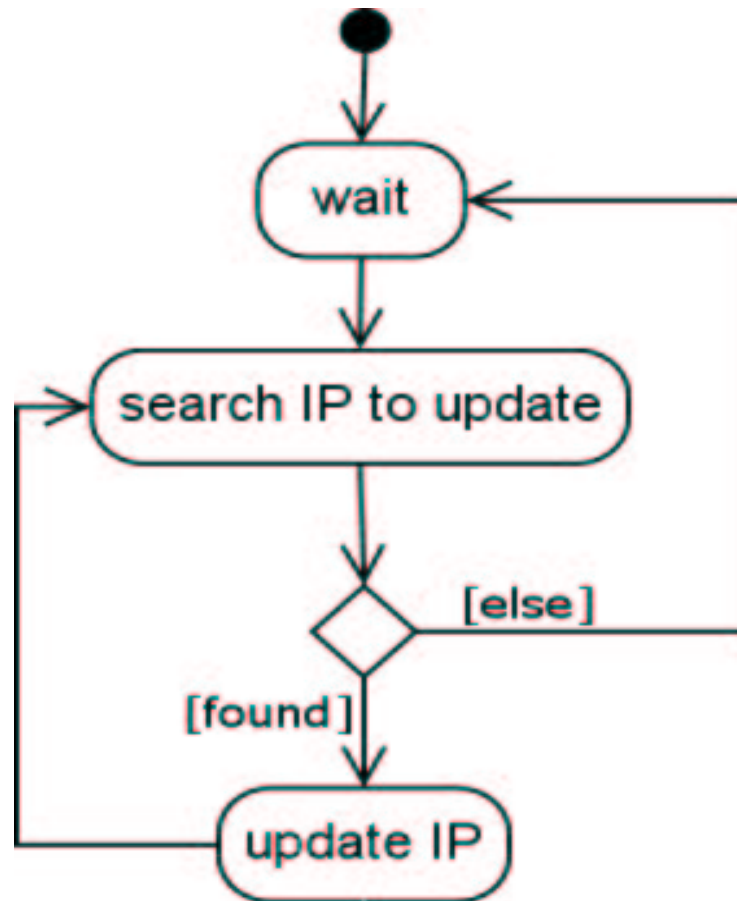 wait
search IP to update
[else]
[found]
update IP